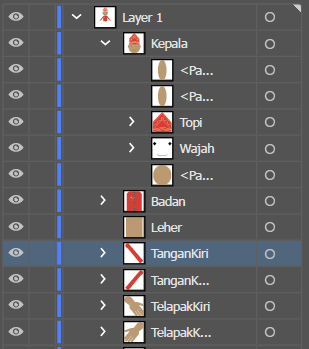 Layer 1
Kepala
<Pa...
<Pa...
Topi
Wajah
<Pa...
Badan
Leher
TanganKiri
TanganK...
TelapakKiri
TelapakK...